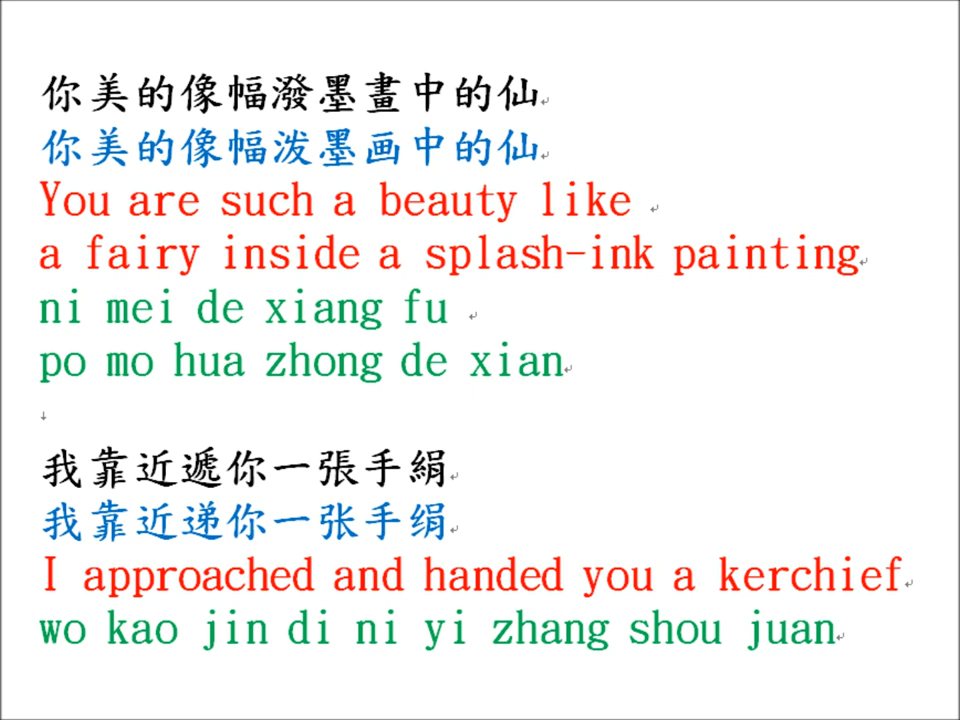 你美的像幅潑墨畫中的仙
你美的像幅泼墨画中的仙
You are such a beauty like
a fairy inside a splash-ink painting
ni mei de xiang fu
po mo hua zhong de xian
我靠近遞你一張手絹
我靠近递你一张手绢
I approached and handed you a kerchief
wo kao jin di ni yi zhang shou juan